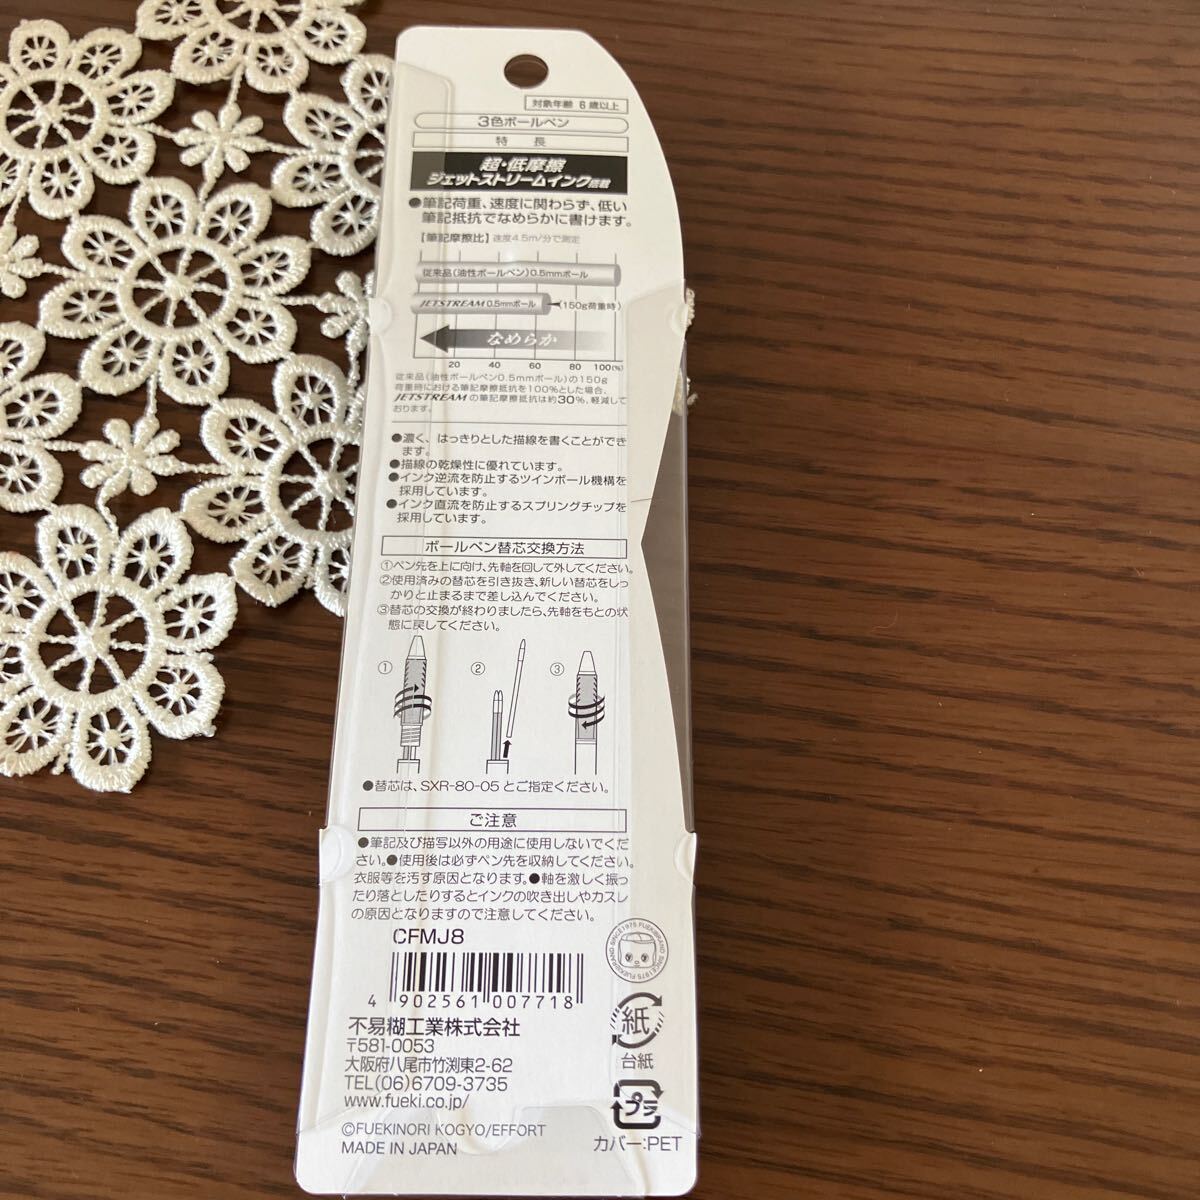 対象年齢 6歳以上
3色ボールペン
特 長
超・低摩擦
ジェットストリームインク搭載
●筆記荷重、速度に関わらず、低い
筆記抵抗でなめらかに書けます。
【筆記摩擦比】速度4.5m/分で測定
従来品(油性ボールペン)0.5mmボール
JETSTREAM 0.5mmボール (150g荷重時)
なめらか
20 40 60 80 100(%)
従来品(油性ボールペン0.5mmボール)の150g
荷重時における筆記摩擦抵抗を100%とした場合、
JETSTREAMの筆記摩擦抵抗は約30%、軽減して
おります。
●濃く、はっきりとした描線を書くことができ
ます。
●描線の乾燥性に優れています。
●インク逆流を防止するツインボール機構を
採用しています。
●インク直流を防止するスプリングチップを
採用しています。
ボールペン替芯交換方法
①ペン先を上に向け、先軸を回して外してください。
②使用済みの替芯を引き抜き、新しい替芯をしっ
かりと止まるまで差し込んでください。
③替芯の交換が終わりましたら、先軸をもとの状
態に戻してください。
① ② ③
●替芯は、SXR-80-05 とご指定ください。
ご注意
●筆記及び描写以外の用途に使用しないでくだ
さい。●使用後は必ずペン先を収納してください。
衣服等を汚す原因となります。●軸を激しく振っ
たり落としたりするとインクの吹き出しやカスレ
の原因となりますので注意してください。
CFMJ8
4 902561 007718
FUEKIBRAND SINCE1975 FUEKIBRAND SINCE1975
不易糊工業株式会社
〒581-0053
大阪府八尾市竹渕東2-62
TEL(06)6709-3735
www.fueki.co.jp/
紙
台紙
プラ
カバー:PET
©FUEKINORI KOGYO/EFFORT
MADE IN JAPAN